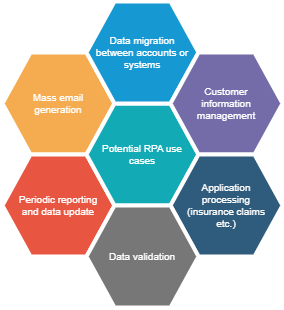 Data migration
between accounts or
systems
Mass email
generation
Customer
information
management
Potential RPA use
cases
Periodic reporting
and data update
Application
processing
(insurance claims
etc.)
Data validation